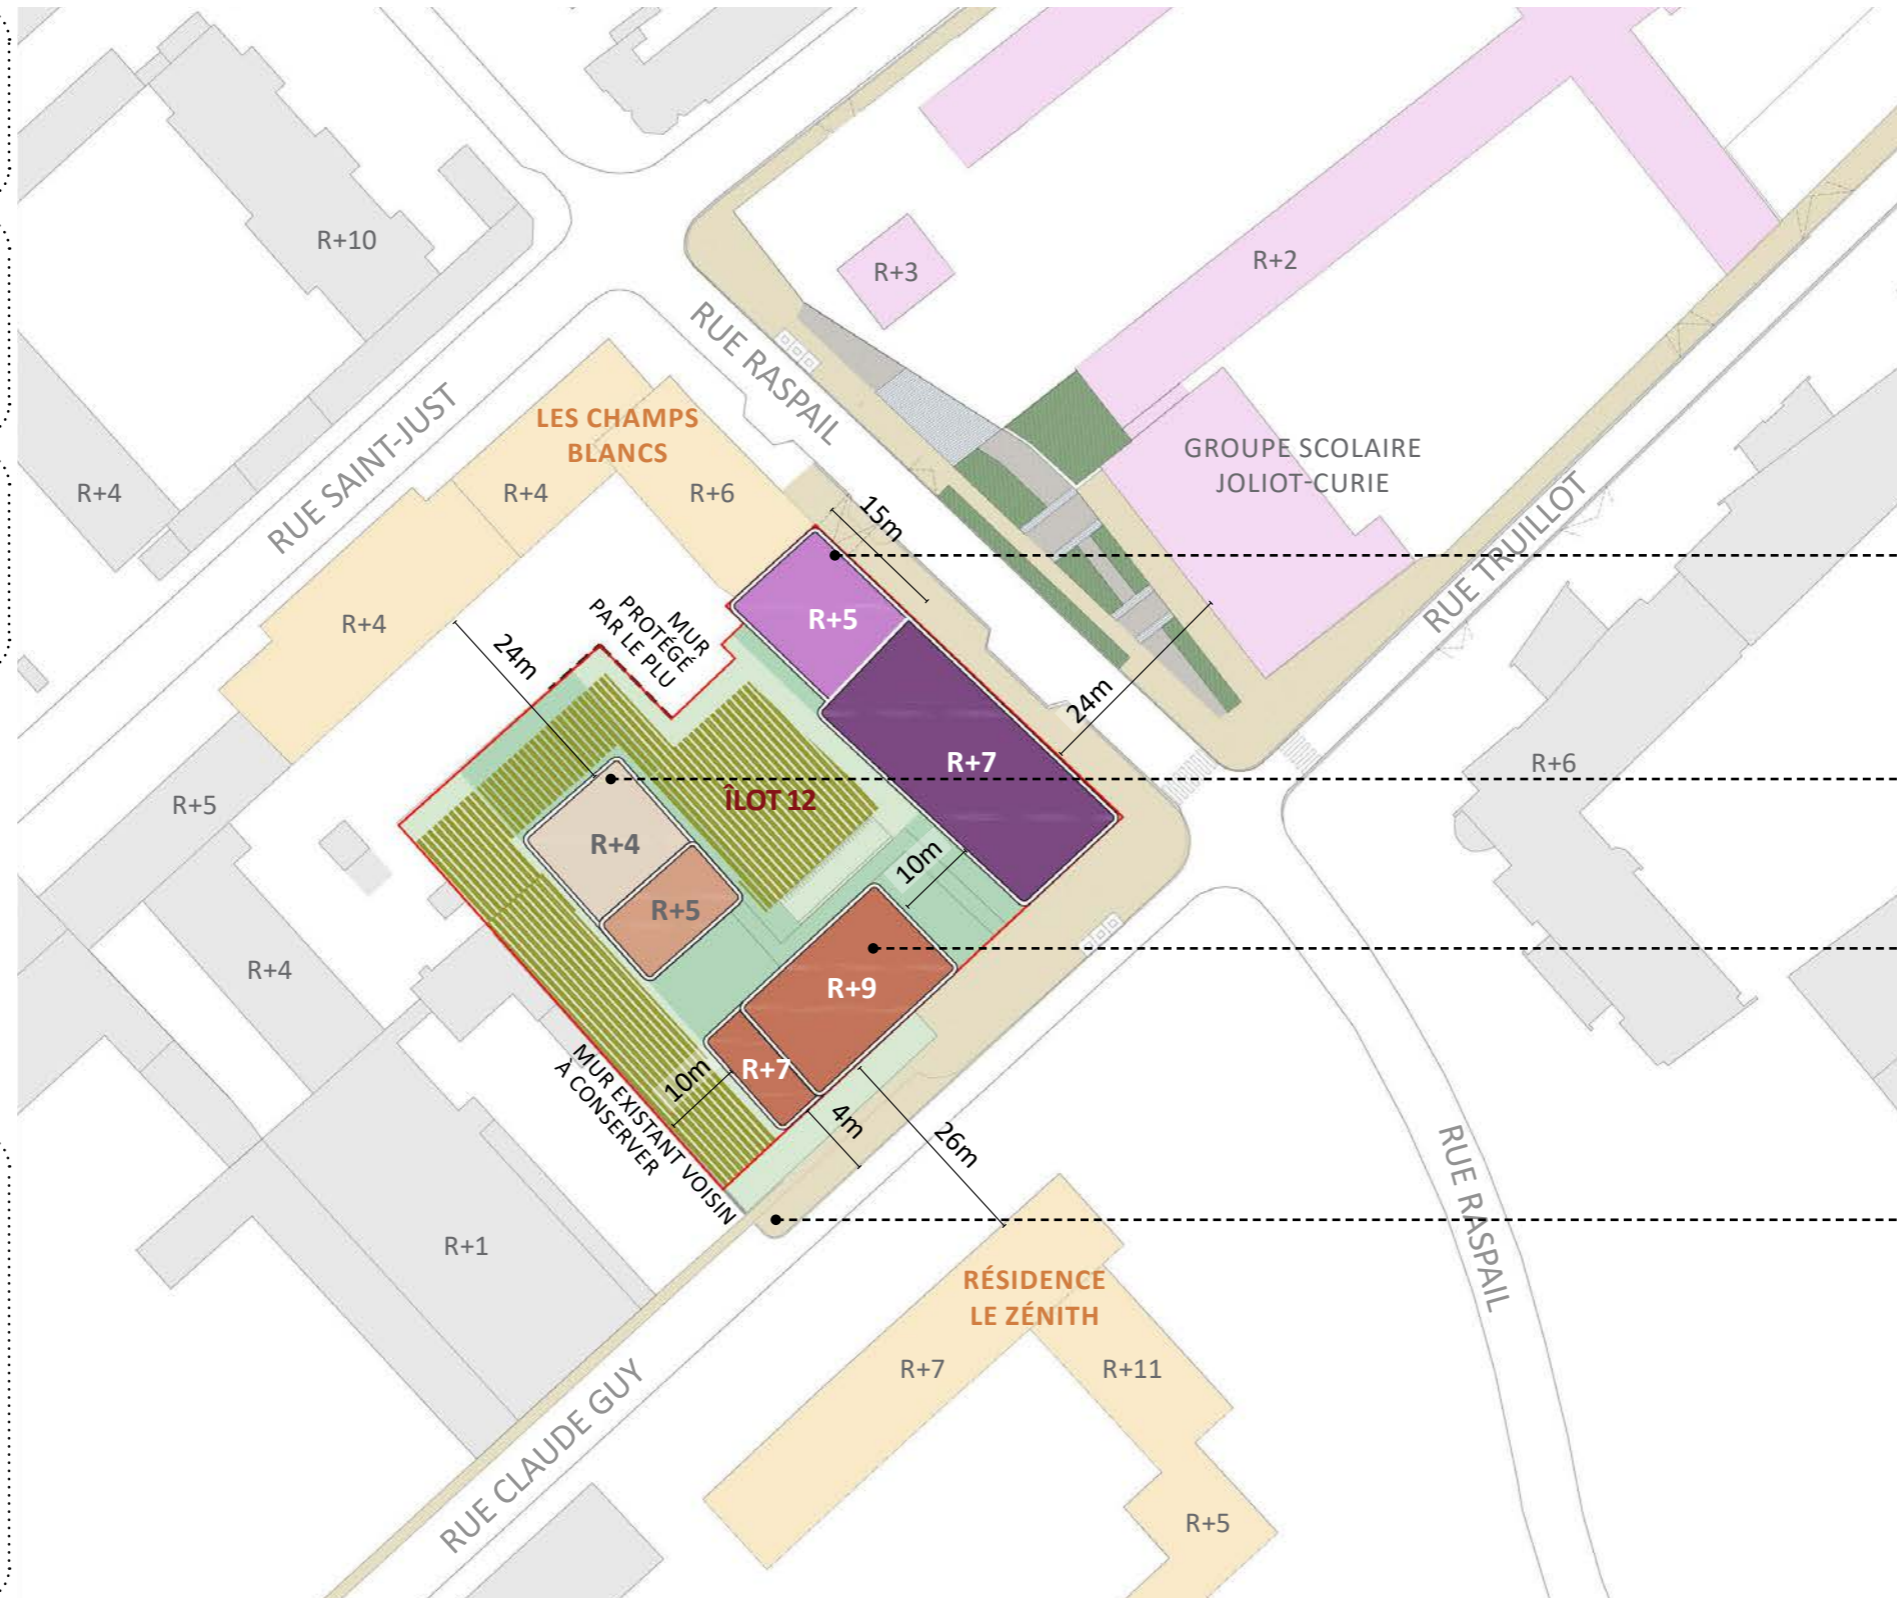 R+10
R+3
R+2
RUE RASPAIL
RUE SAINT-JUST
LES CHAMPS
BLANCS
R+4
R+4
R+6
GROUPE SCOLAIRE
JOLIOT-CURIE
15m
RUE TRUILLOT
R+4
24m
MUR
PROTÉGÉ
PAR LE PLU
R+5
24m
R+7
R+6
R+5
ÎLOT 12
R+4
10m
R+5
R+4
R+9
R+7
10m
4m
26m
MUR EXISTANT VOISIN
À CONSERVER
RUE RASPAIL
R+1
RÉSIDENCE
LE ZÉNITH
R+7
R+11
RUE CLAUDE GUY
R+5